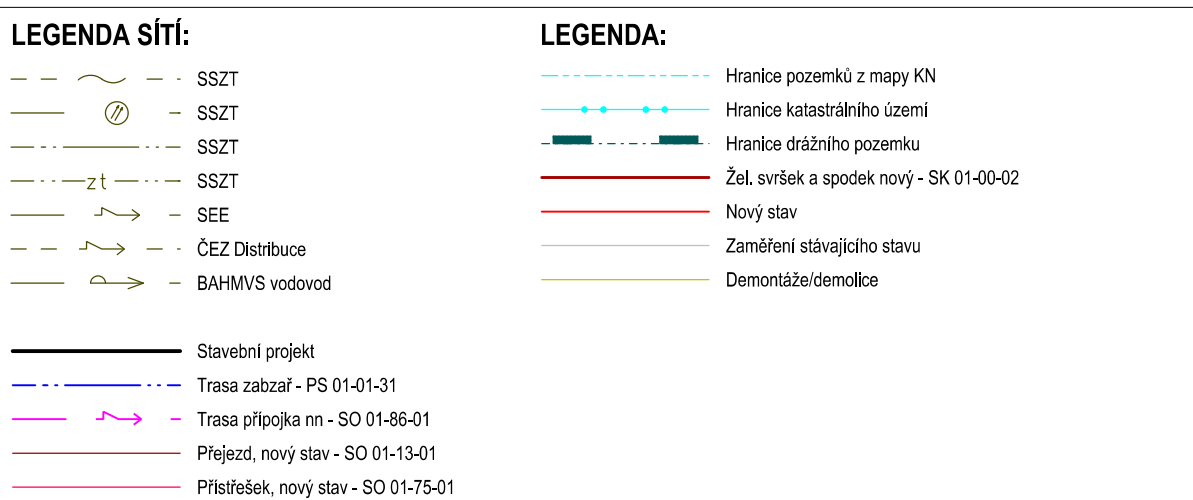 LEGENDA SÍTÍ:
SSZT
SSZT
SSZT
zt SSZT
SEE
ČEZ Distribuce
BAHMVS vodovod
Stavební projekt
Trasa zabzař - PS 01-01-31
Trasa přípojka nn - SO 01-86-01
Přejezd, nový stav - SO 01-13-01
Přístřešek, nový stav - SO 01-75-01
LEGENDA:
Hranice pozemků z mapy KN
Hranice katastrálního území
Hranice drážního pozemku
Žel. svršek a spodek nový - SK 01-00-02
Nový stav
Zaměření stávajícího stavu
Demontáže/demolice